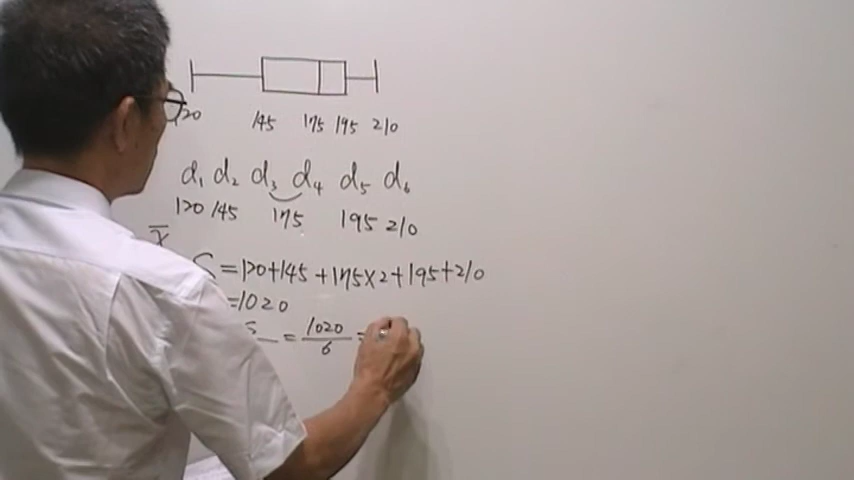 120 145 175 195 210
d₁ d₂ d₃ d₄ d₅ d₆
120 145 175 195 210
x̄
S = 120+145+175×2+195+210
=1020
= 1020/6 =